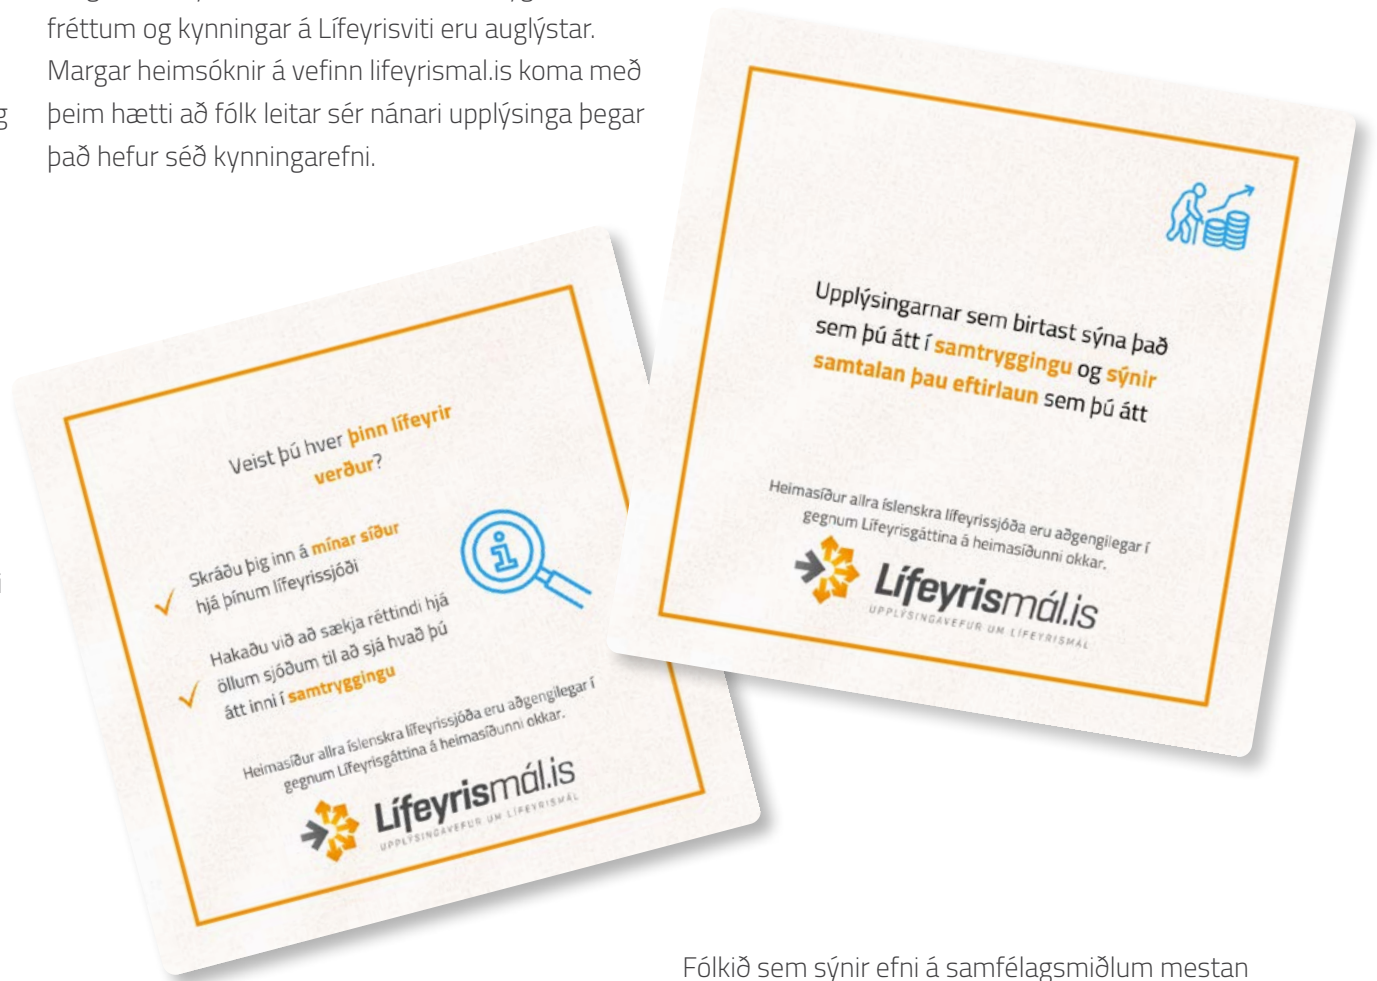 fréttum og kynningar á Lífeyrisviti eru auglýstar.
Margar heimsóknir á vefinn lifeyrismal.is koma með
þeim hætti að fólk leitar sér nánari upplýsinga þegar
það hefur séð kynningarefni.
Veist þú hver þinn lífeyrir
verður?
Skráðu þig inn á mínar síður
hjá þínum lífeyrissjóði
Hakaðu við að sækja réttindi hjá
öllum sjóðum til að sjá hvað þú
átt inni í samtryggingu
Heimasíður allra íslenskra lífeyrissjóða eru aðgengilegar í
gegnum Lífeyrisgáttina á heimasíðunni okkar.
Lífeyrismál.is
UPPLÝSINGAVEFUR UM LÍFEYRISMÁL
Upplýsingarnar sem birtast sýna það
sem þú átt í samtryggingu og sýnir
samtalan þau eftirlaun sem þú átt
Heimasíður allra íslenskra lífeyrissjóða eru aðgengilegar í
gegnum Lífeyrisgáttina á heimasíðunni okkar.
Lífeyrismál.is
UPPLÝSINGAVEFUR UM LÍFEYRISMÁL
Fólkið sem sýnir efni á samfélagsmiðlum mestan